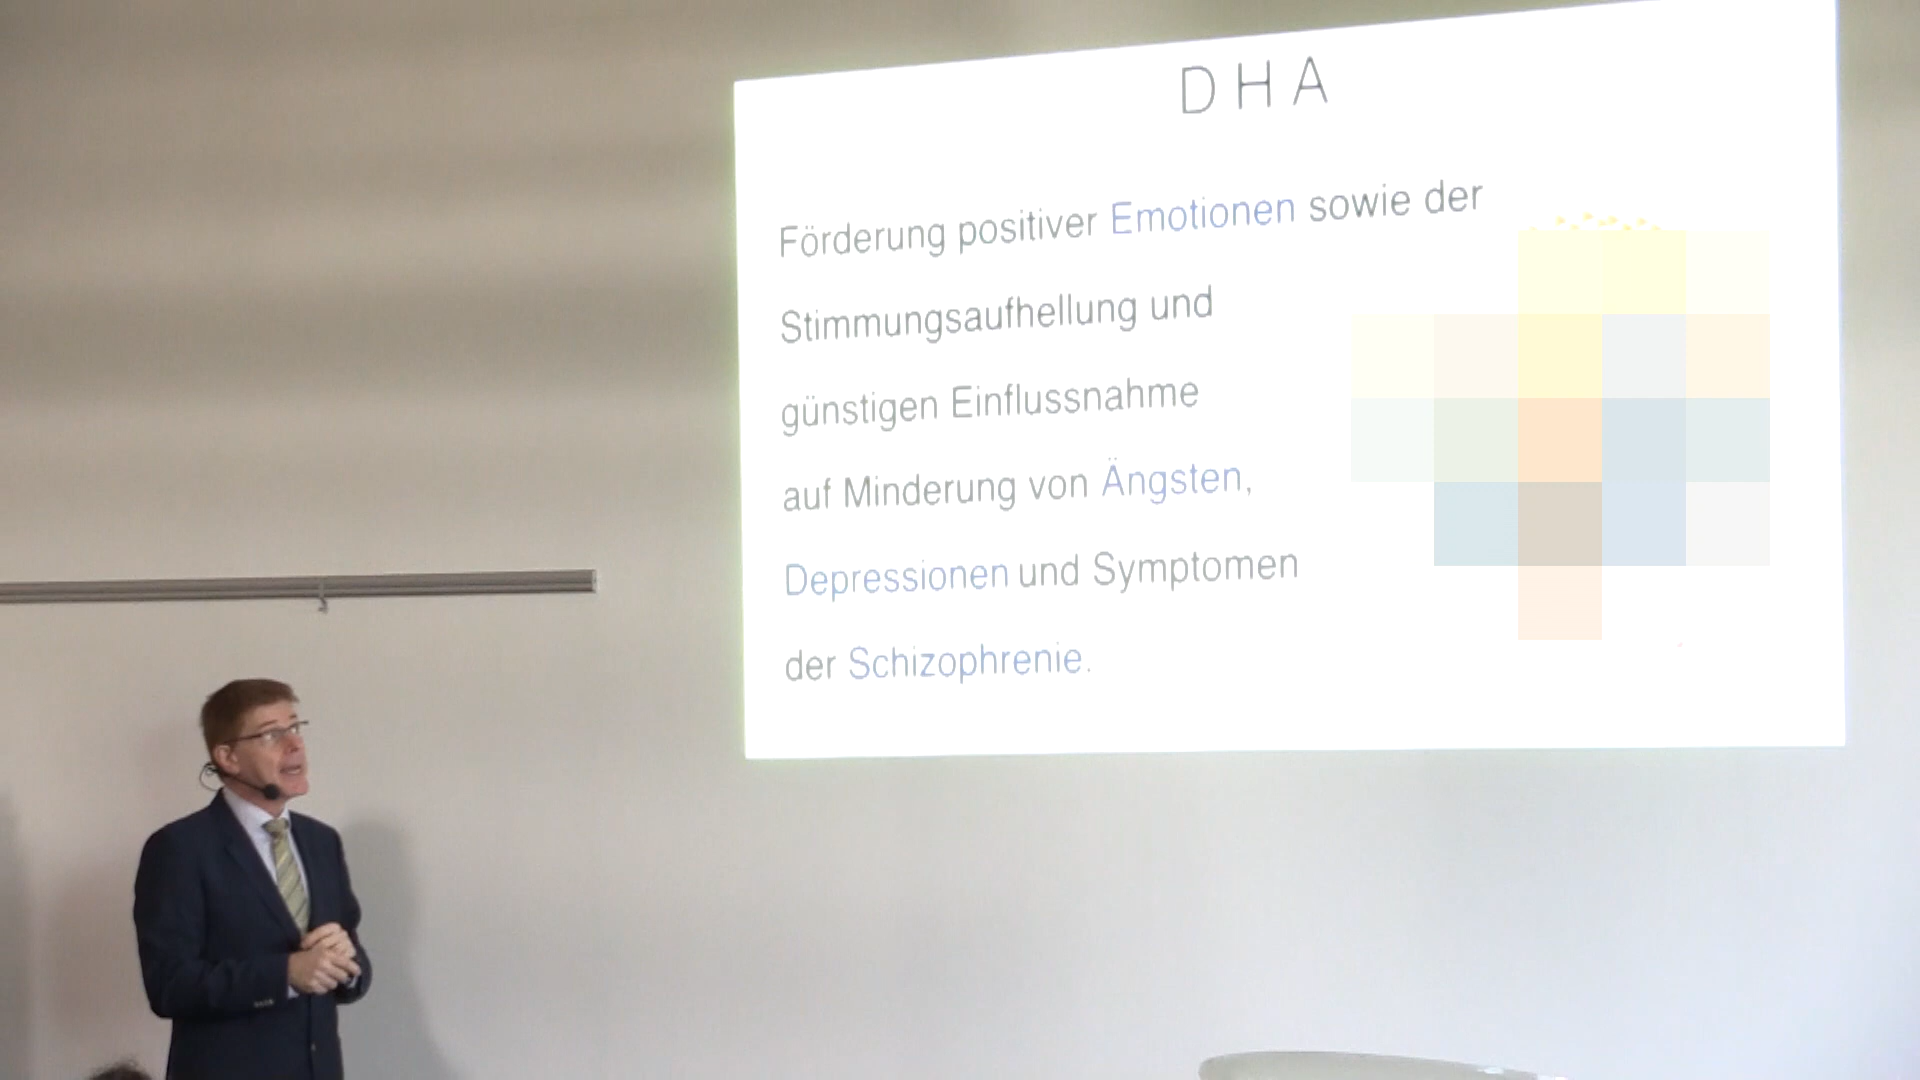 DHA
Förderung positiver Emotionen sowie der
Stimmungsaufhellung und
günstigen Einflussnahme
auf Minderung von Ängsten,
Depressionen und Symptomen
der Schizophrenie.